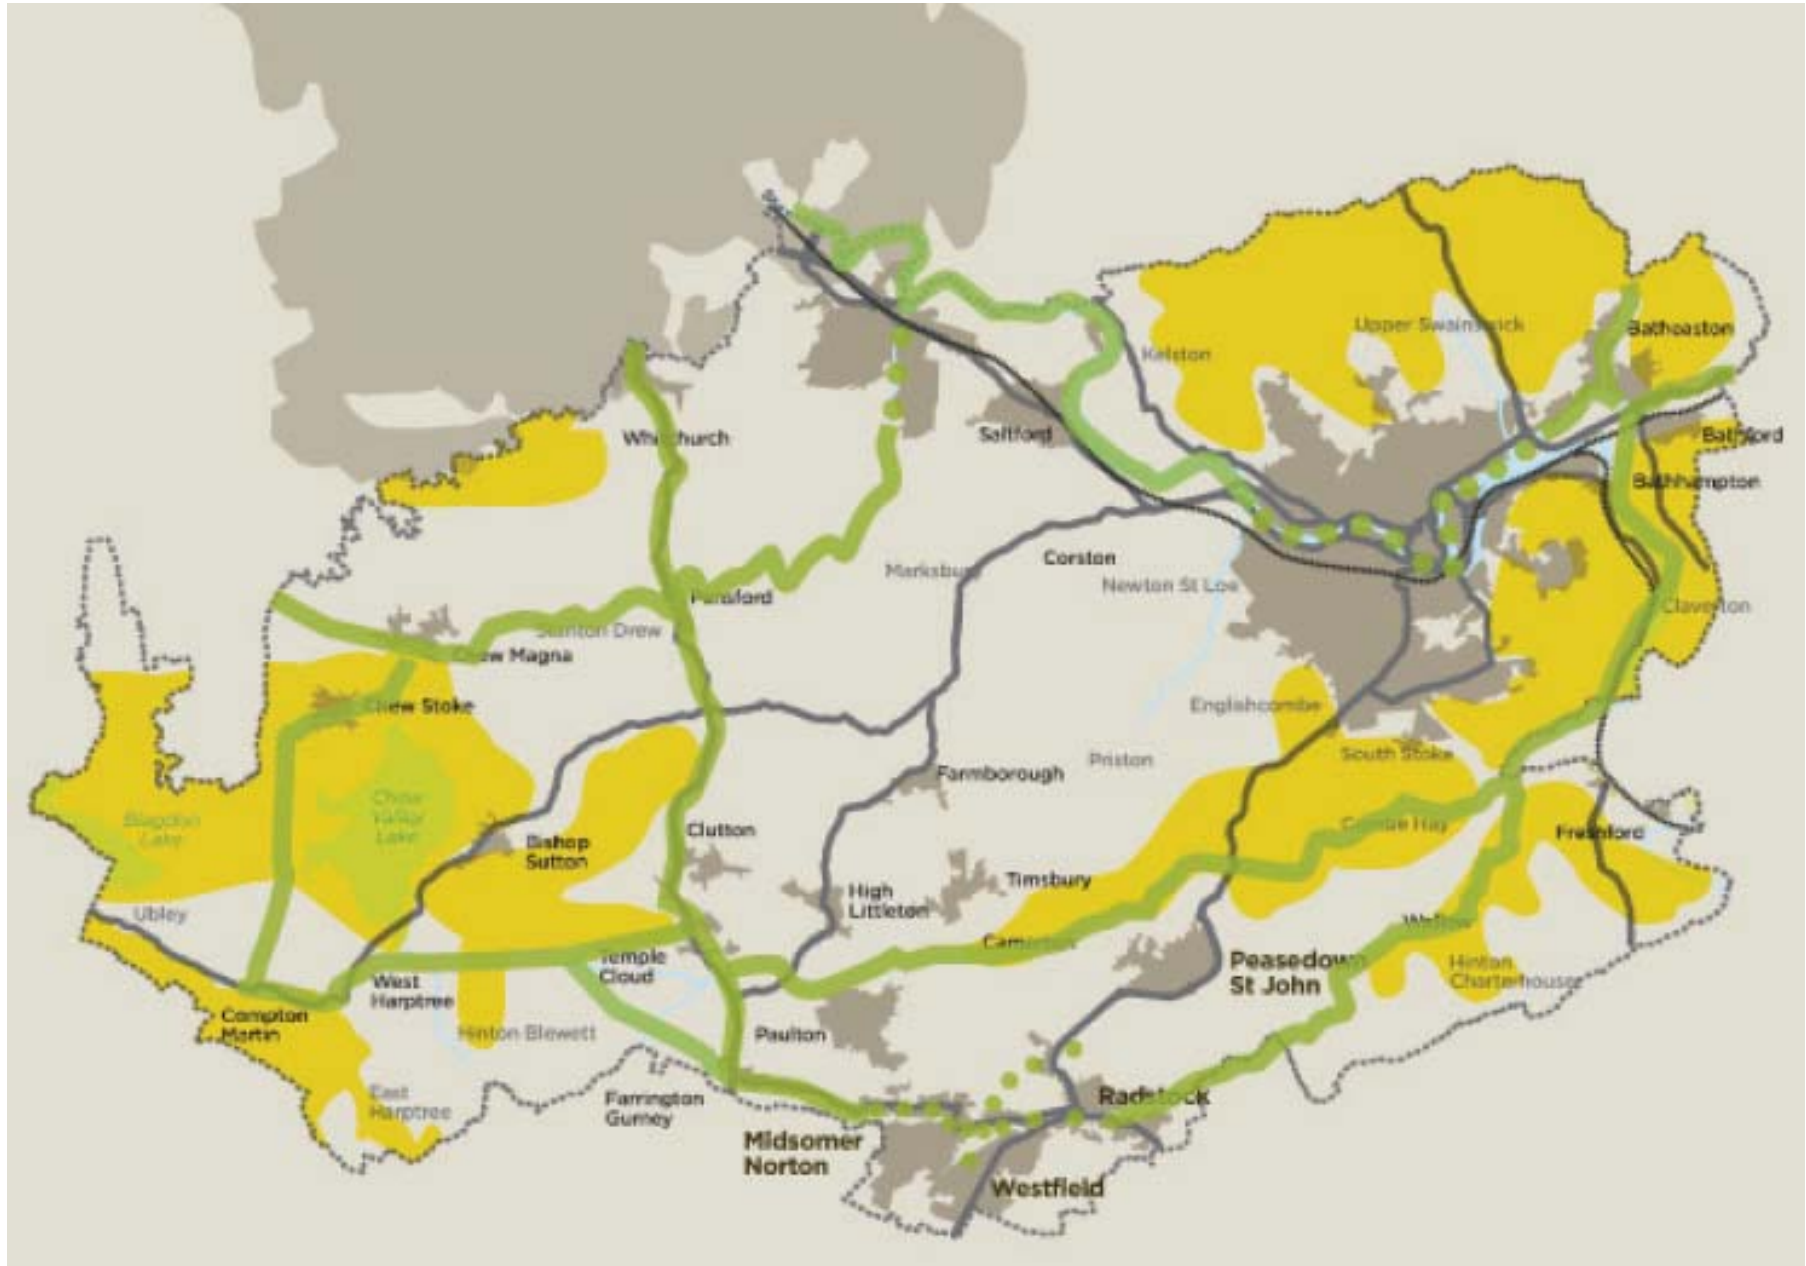 Upper Swainswick
Batheaston
Kelston
Whitchurch
Saltford
Bathford
Bathhampton
Corston
Marksbury
Newton St Loe
Pensford
Claverton
Stanton Drew
Chew Magna
Chew Stoke
Englishcombe
South Stoke
Priston
Farmborough
Chew
Valley
Lake
Blagdon
Lake
Clutton
Combe Hay
Freshford
Bishop
Sutton
Timsbury
High
Littleton
Ubley
Wellow
Camerton
Temple
Cloud
Peasedown
St John
Hinton
Charterhouse
West
Harptree
Compton
Martin
Hinton Blewett
Paulton
East
Harptree
Farrington
Gurney
Radstock
Midsomer
Norton
Westfield